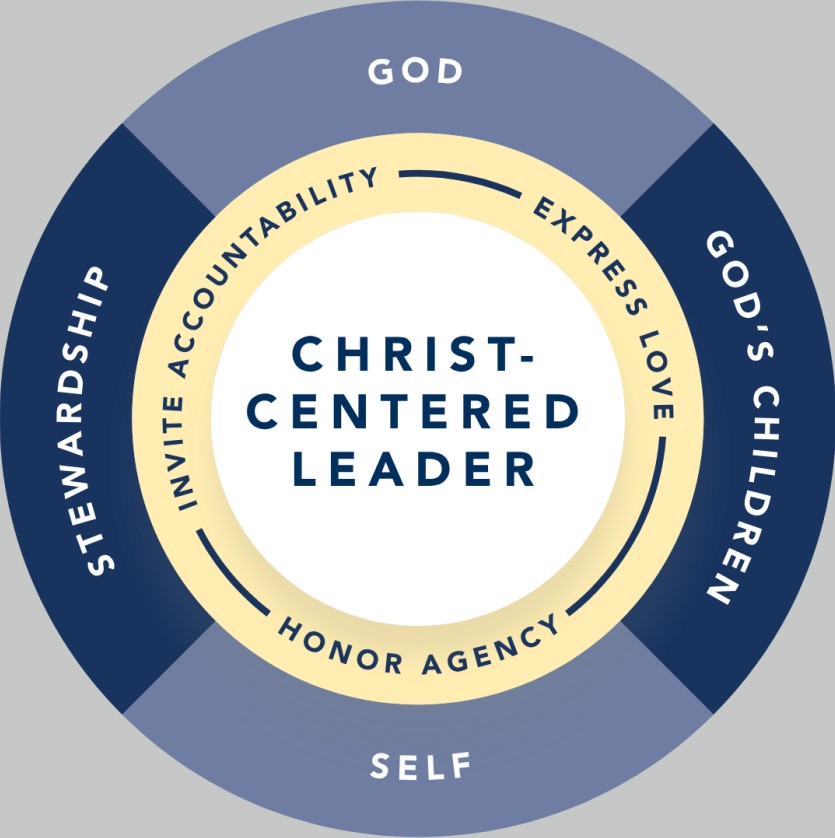 GOD
GOD'S CHILDREN
SELF
STEWARDSHIP
INVITE ACCOUNTABILITY
EXPRESS LOVE
HONOR AGENCY
CHRIST-
CENTERED
LEADER